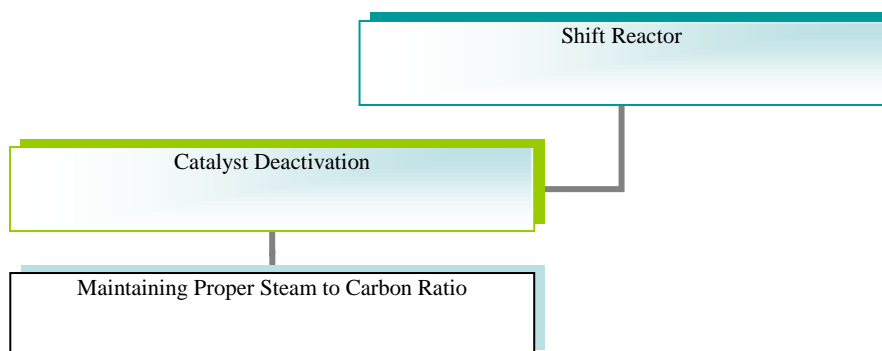 Shift Reactor
Catalyst Deactivation
Maintaining Proper Steam to Carbon Ratio